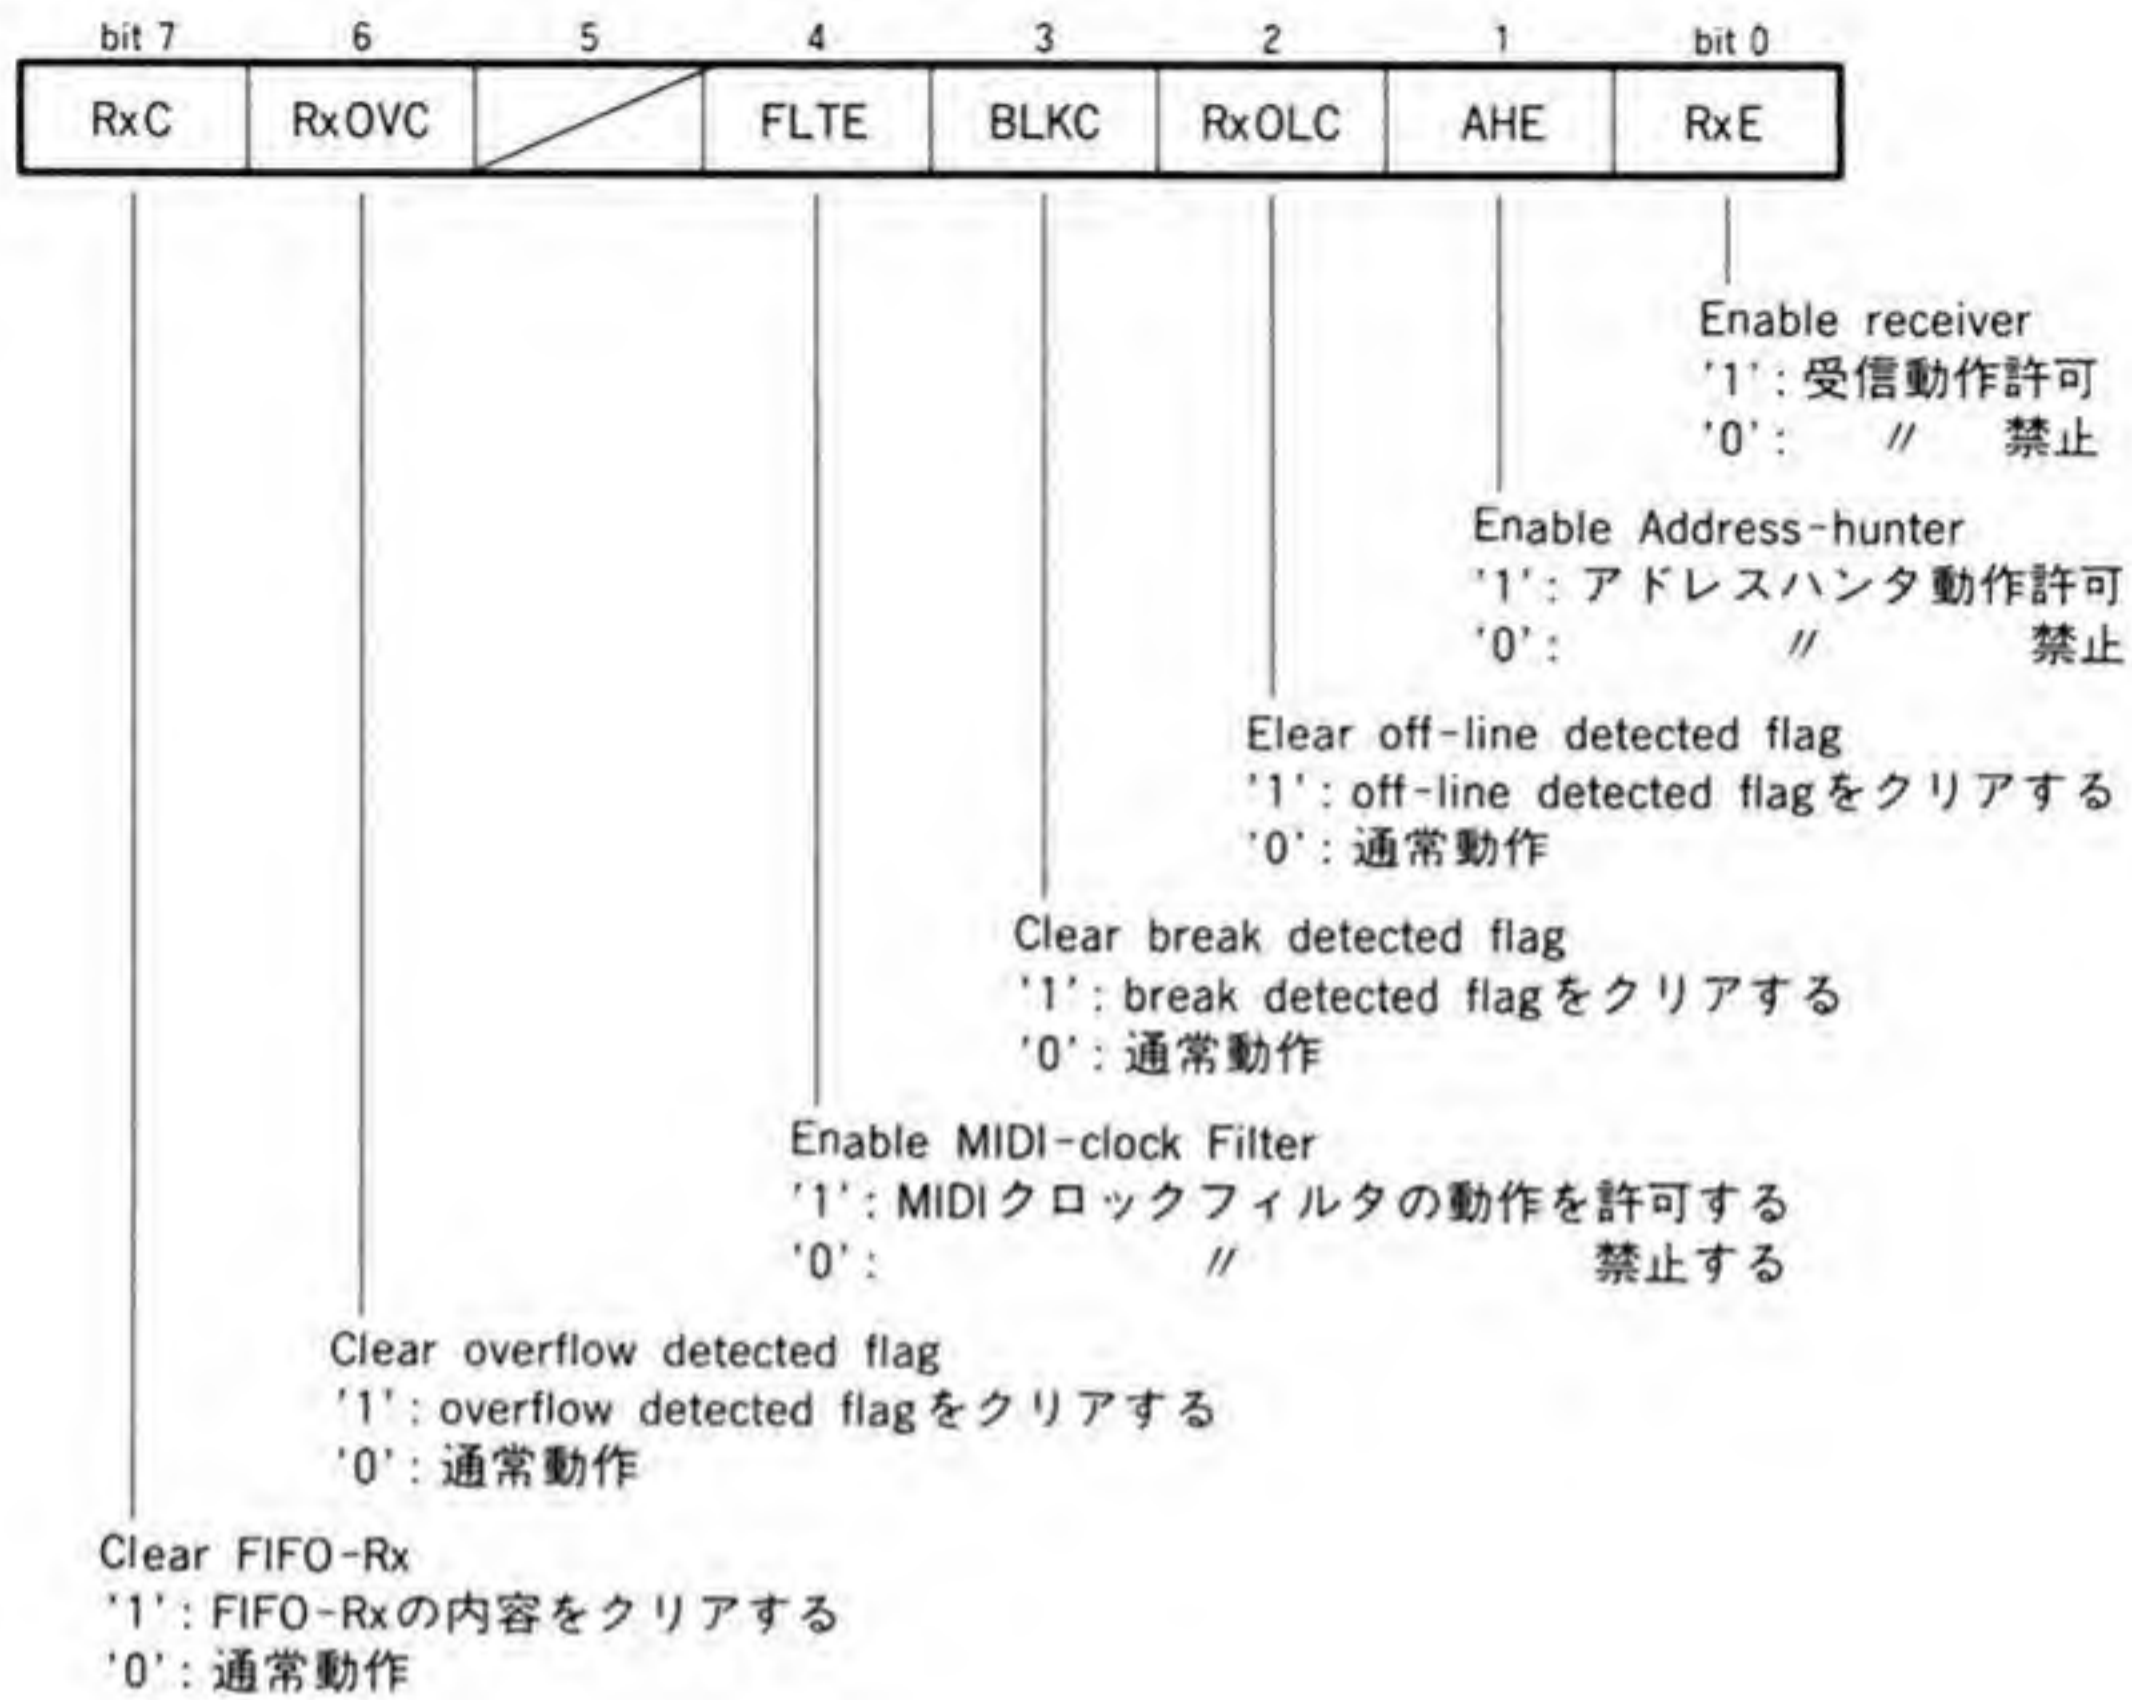 bit 7 6 5 4 3 2 1 bit 0
RxC RxOVC FLTE BLKC RxOLC AHE RxE
Enable receiver
'1': 受信動作許可
'0': 〃 禁止
Enable Address-hunter
'1': アドレスハンタ動作許可
'0': 〃 禁止
Elear off-line detected flag
'1': off-line detected flagをクリアする
'0': 通常動作
Clear break detected flag
'1': break detected flagをクリアする
'0': 通常動作
Enable MIDI-clock Filter
'1': MIDIクロックフィルタの動作を許可する
'0': 〃 禁止する
Clear overflow detected flag
'1': overflow detected flagをクリアする
'0': 通常動作
Clear FIFO-Rx
'1': FIFO-Rxの内容をクリアする
'0': 通常動作